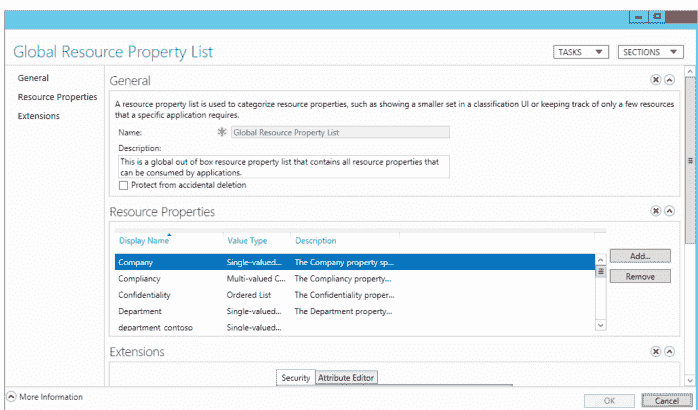 Global Resource Property List
TASKS
SECTIONS
General
Resource Properties
Extensions
General
A resource property list is used to categorize resource properties, such as showing a smaller set in a classification UI or keeping track of only a few resources
that a specific application requires.
Name:
Global Resource Property List
Description:
This is a global out of box resource property list that contains all resource properties that
can be consumed by applications.
Protect from accidental deletion
Resource Properties
Display Name Value Type Description
Company Single-valued... The Company property sp...
Compliancy Multi-valued C... The Compliancy propert...
Confidentiality Ordered List The Confidentiality proper...
Department Single-valued... The Department property...
department contoso Single-valued...
Add...
Remove
Extensions
Security Attribute Editor
More Information
OK Cancel